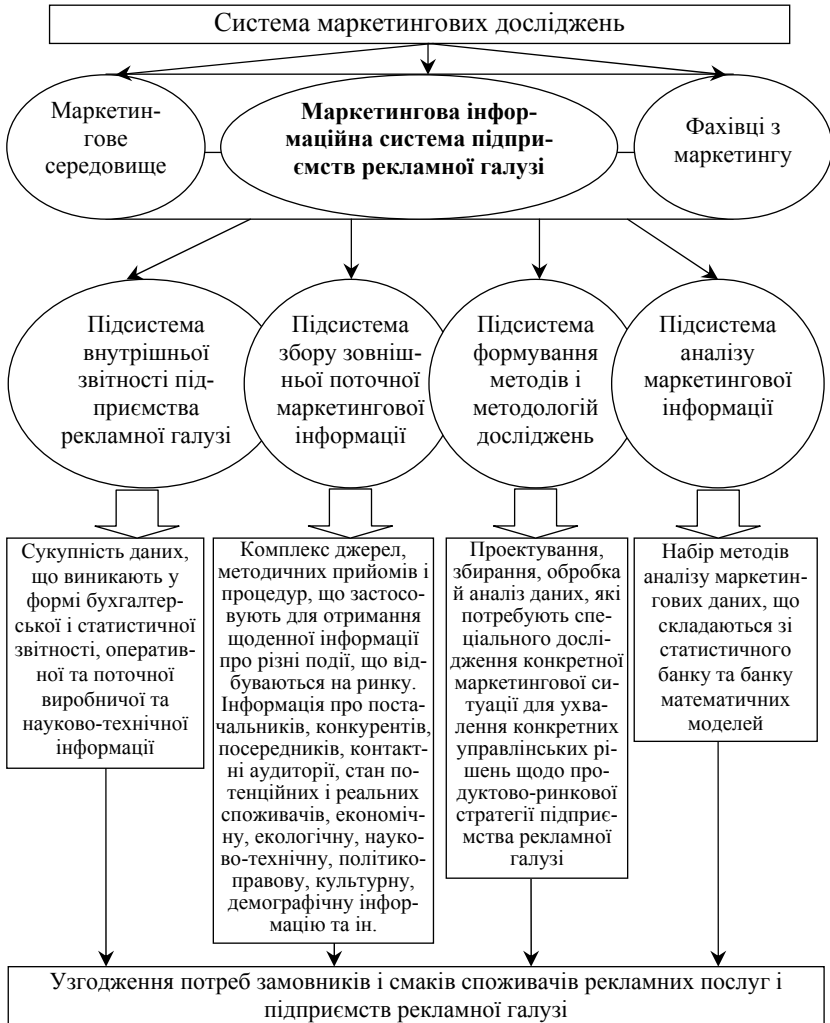 Система маркетингових досліджень
Маркетин-
гове
середовище
Маркетингова інфор-
маційна система підпри-
ємств рекламної галузі
Фахівці з
маркетингу
Підсистема
внутрішньої
звітності під-
приємства
рекламної галузі
Підсистема
збору зовніш-
ньої поточної
маркетингової
інформації
Підсистема
формування
методів і
методологій
досліджень
Підсистема
аналізу
маркетингової
інформації
Сукупність даних,
що виникають у
формі бухгалтер-
ської і статистичної
звітності, оператив-
ної та поточної
виробничої та
науково-технічної
інформації
Комплекс джерел,
методичних прийомів і
процедур, що застосо-
вують для отримання
щоденної інформації
про різні події, що від-
буваються на ринку.
Інформація про поста-
чальників, конкурентів,
посередників, контакт-
ні аудиторії, стан по-
тенційних і реальних
споживачів, економіч-
ну, екологічну, науко-
во-технічну, політико-
правову, культурну,
демографічну інфор-
мацію та ін.
Проектування,
збирання, обробка
й аналіз даних, які
потребують спе-
ціального дослі-
дження конкретної
маркетингової си-
туації для ухва-
лення конкретних
управлінських рі-
шень щодо про-
дуктово-ринкової
стратегії підприє-
мства рекламної
галузі
Набір методів
аналізу маркетин-
гових даних, що
складаються зі
статистичного
банку та банку
математичних
моделей
Узгодження потреб замовників і смаків споживачів рекламних послуг і
підприємств рекламної галузі